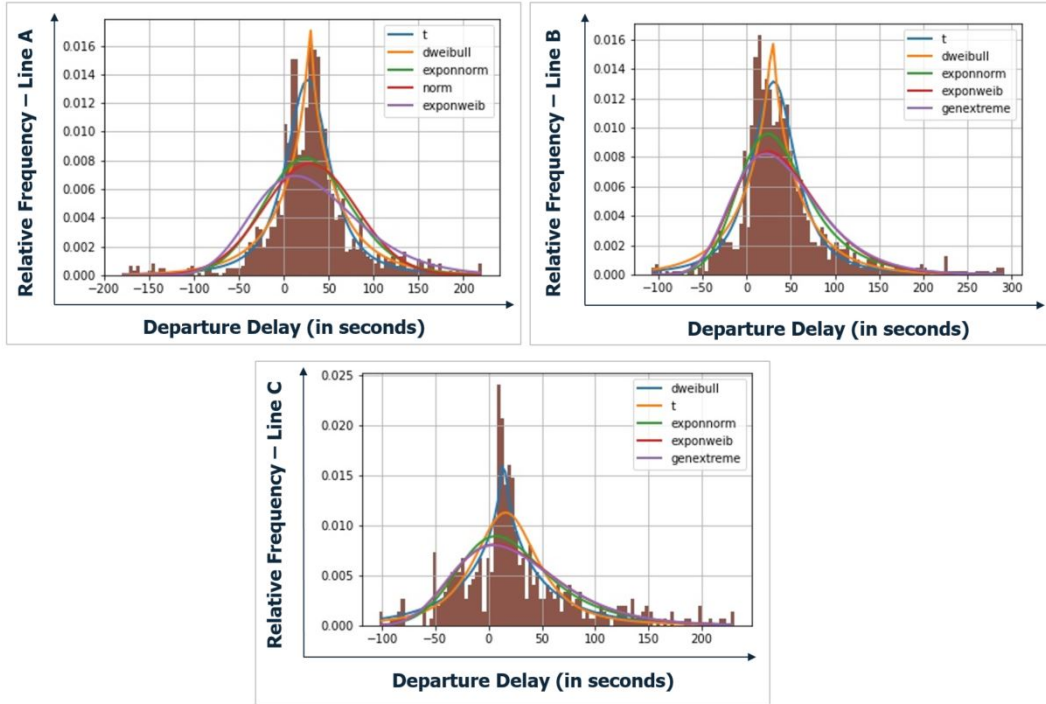 Relative Frequency – Line A
0.016
0.014
0.012
0.010
0.008
0.006
0.004
0.002
0.000
t
dweibull
exponnorm
norm
exponweib
−200 −150 −100 −50 0 50 100 150 200
Departure Delay (in seconds)
Relative Frequency – Line B
0.016
0.014
0.012
0.010
0.008
0.006
0.004
0.002
0.000
t
dweibull
exponnorm
exponweib
genextreme
−100 −50 0 50 100 150 200 250 300
Departure Delay (in seconds)
Relative Frequency – Line C
0.025
0.020
0.015
0.010
0.005
0.000
dweibull
t
exponnorm
exponweib
genextreme
−100 −50 0 50 100 150 200
Departure Delay (in seconds)